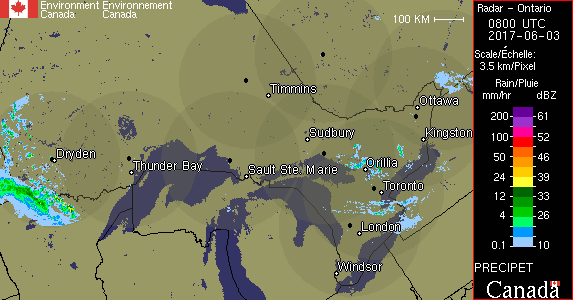 Environment Environnement
Canada Canada
100 KM
Timmins
Ottawa
Sudbury
Kingston
Dryden
Thunder Bay
Sault Ste. Marie
Orillia
Toronto
London
Windsor
Radar - Ontario
0800 UTC
2017-06-03
Scale/Échelle:
3.5 km/Pixel
Rain/Pluie
mm/hr dBZ
200 61
100 52
50 46
24 39
12 33
4 26
1 20
0.1 10
PRECIPET
Canada